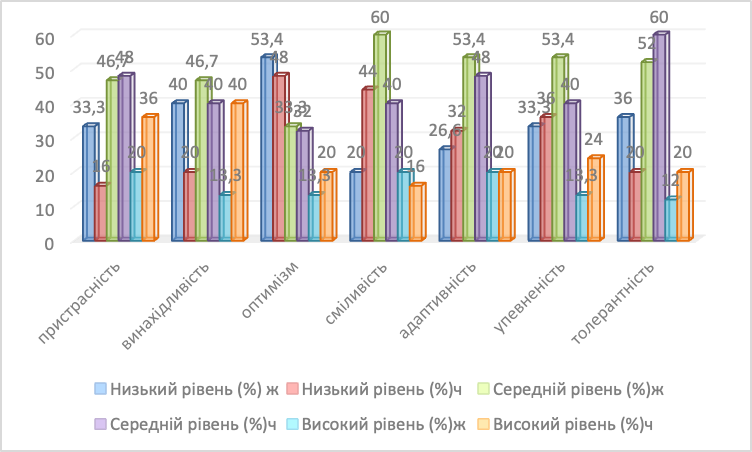 60
50
40
30
20
10
0
33,3 16 46,7 48 20 36
40 20 46,7 40 13,3 40
53,4 48 33,3 32 13,3 20
20 44 60 40 20 16
26,6 32 53,4 48 20 20
33,3 36 53,4 40 13,3 24
36 20 52 60 12 20
пристрасність
винахідливість
оптимізм
сміливість
адаптивність
упевненість
толерантність
Низький рівень (%) ж Низький рівень (%)ч Середній рівень (%)ж
Середній рівень (%)ч Високий рівень (%)ж Високий рівень (%)ч